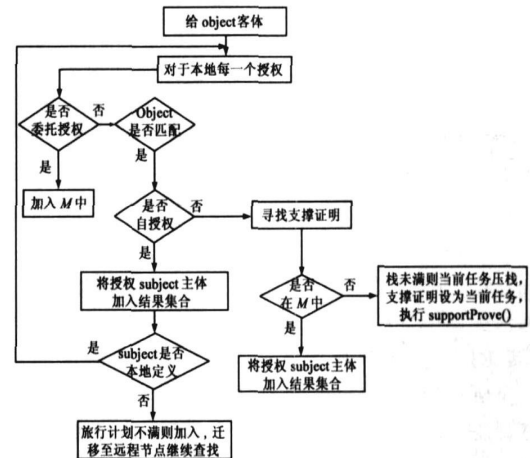 给 object 客体
对于本地每一个授权
是否
委托授权
否
Object
是否匹配
是
是
加入 M 中
是否
自授权
否
寻找支撑证明
是
将授权 subject 主体
加入结果集合
是否
在 M 中
否
栈未满则当前任务压栈，
支撑证明设为当前任务，
执行 supportProve()
是
是
subject 是否
本地定义
将授权 subject 主体
加入结果集合
否
旅行计划不满则加入，迁
移至远程节点继续查找